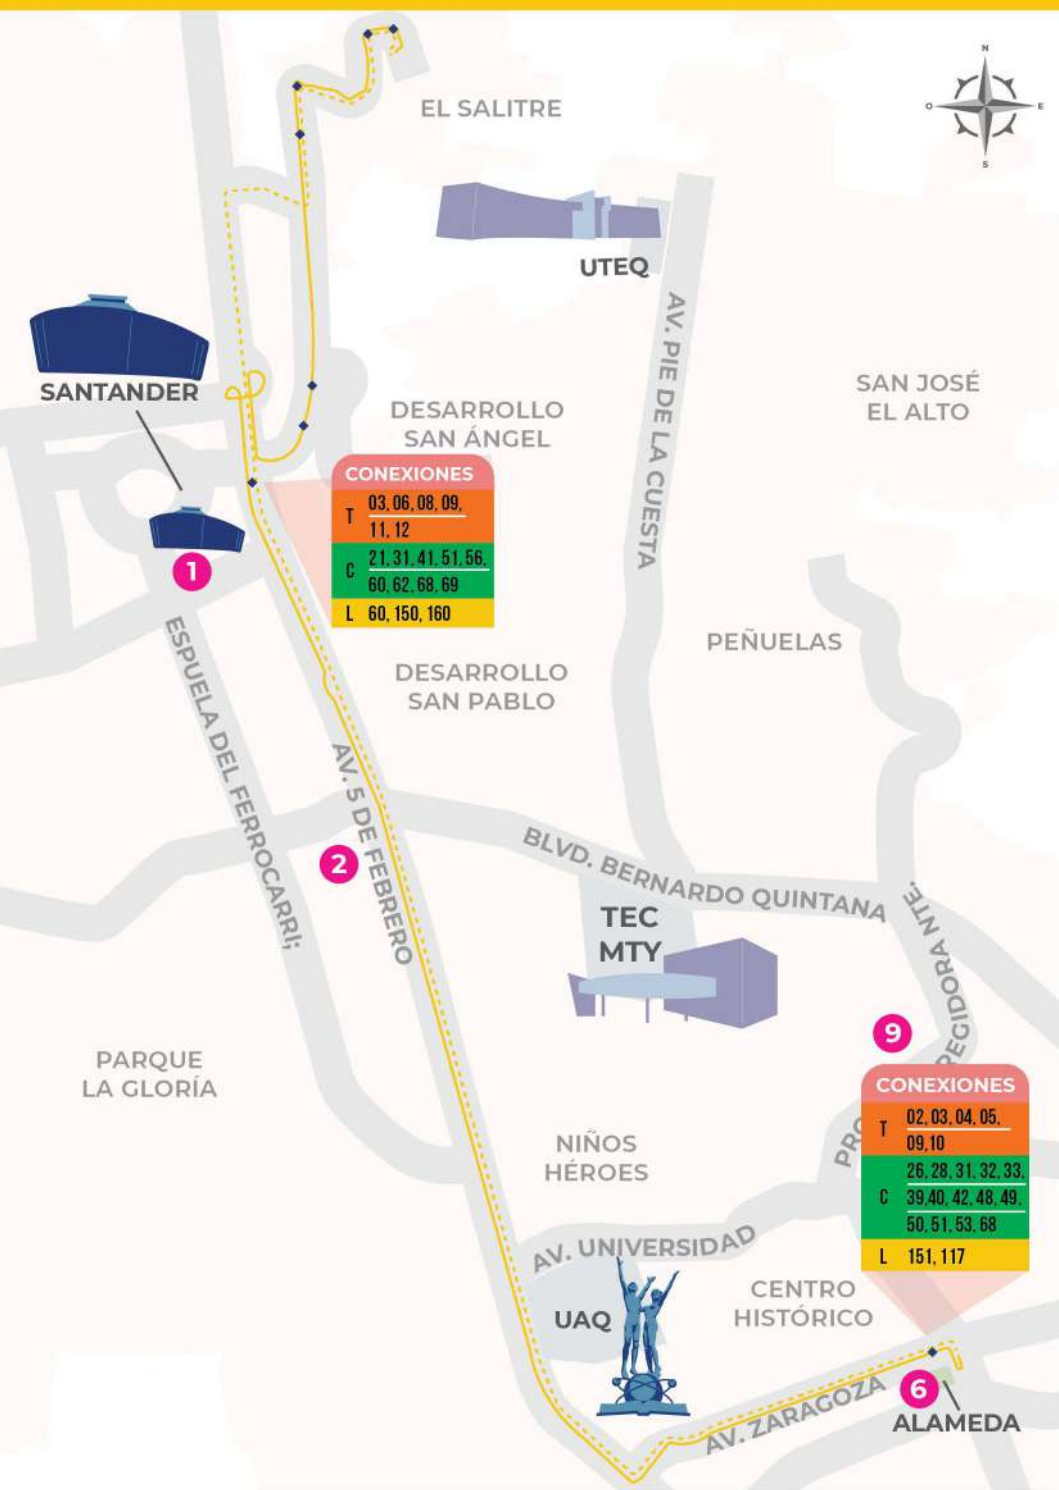 N
O
E
S
EL SALITRE
UTEQ
AV. PIE DE LA CUESTA
SANTANDER
SAN JOSÉ
EL ALTO
DESARROLLO
SAN ÁNGEL
CONEXIONES
T 03, 06, 08, 09,
11, 12
C 21, 31, 41, 51, 56,
60, 62, 68, 69
L 60, 150, 160
1
ESPUELA DEL FERROCARRI;
PEÑUELAS
DESARROLLO
SAN PABLO
AV. 5 DE FEBRERO
2
BLVD. BERNARDO QUINTANA
TEC
MTY
PRO RECIDORA NTE.
9
PARQUE
LA GLORÍA
CONEXIONES
T 02, 03, 04, 05,
09,10
C 26, 28, 31, 32, 33,
39,40, 42, 48, 49,
50, 51, 53, 68
L 151, 117
NIÑOS
HÉROES
AV. UNIVERSIDAD
UAQ
CENTRO
HISTÓRICO
6
AV. ZARAGOZA
ALAMEDA